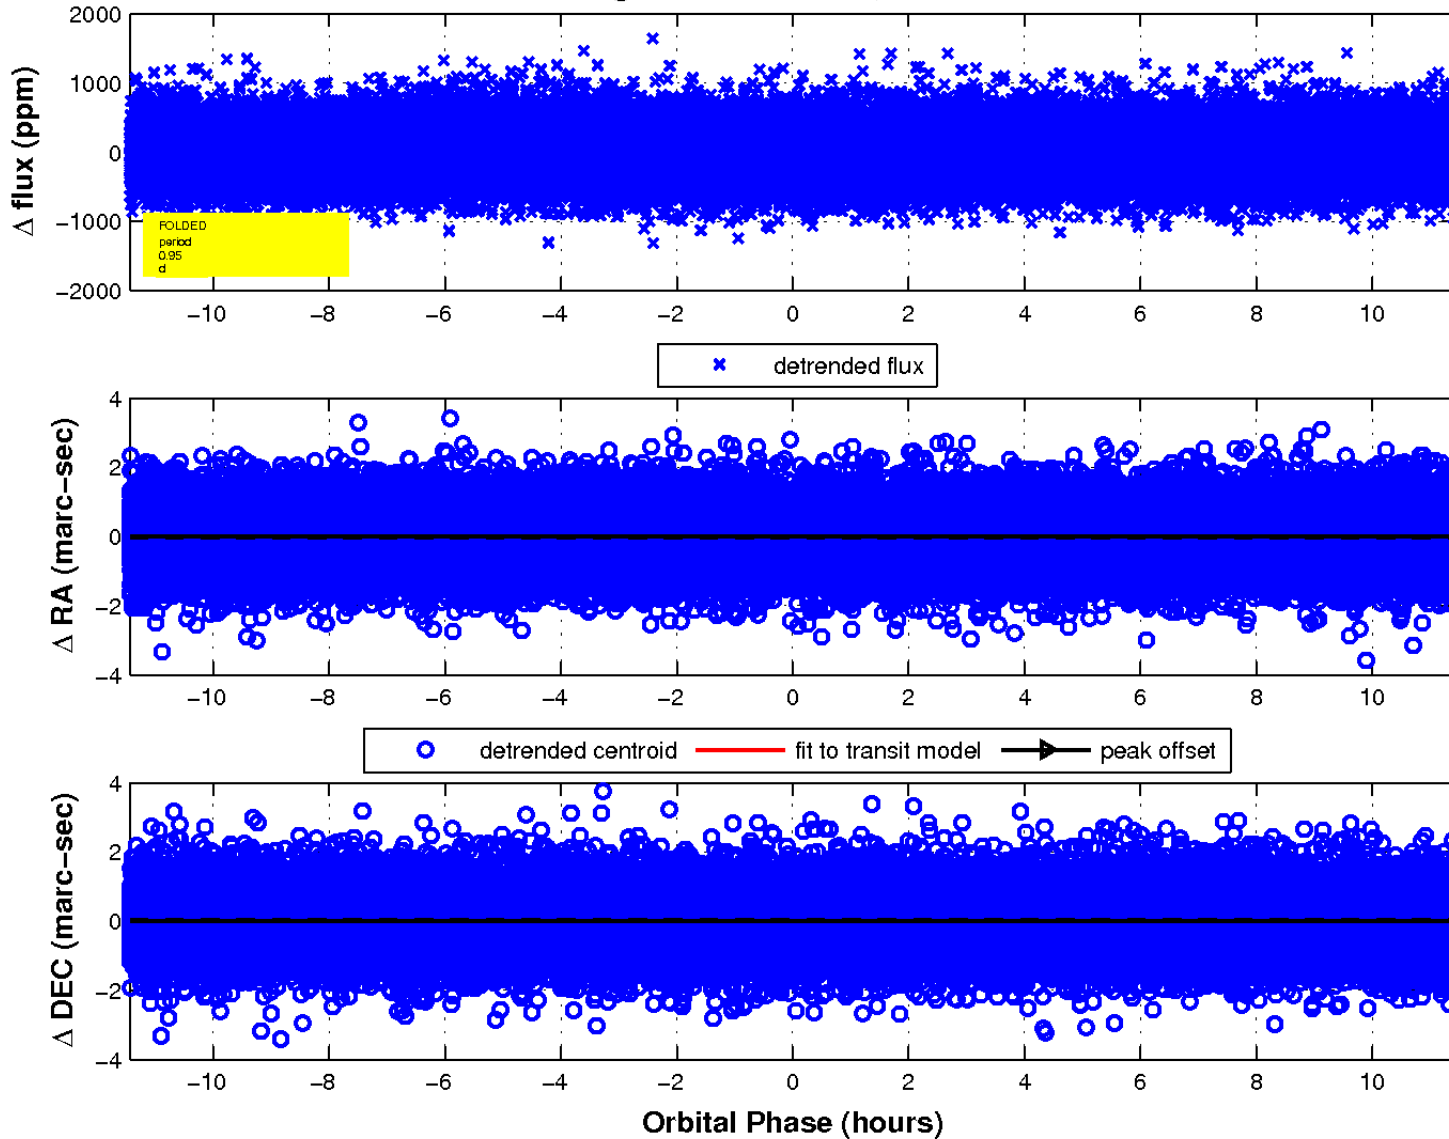 2000
1000
0
−1000
−2000
Δ flux (ppm)
FOLDED
period
0.95
d
−10 −8 −6 −4 −2 0 2 4 6 8 10
detrended flux
4
2
0
−2
−4
Δ RA (marc−sec)
−10 −8 −6 −4 −2 0 2 4 6 8 10
detrended centroid fit to transit model peak offset
4
2
0
−2
−4
Δ DEC (marc−sec)
−10 −8 −6 −4 −2 0 2 4 6 8 10
Orbital Phase (hours)